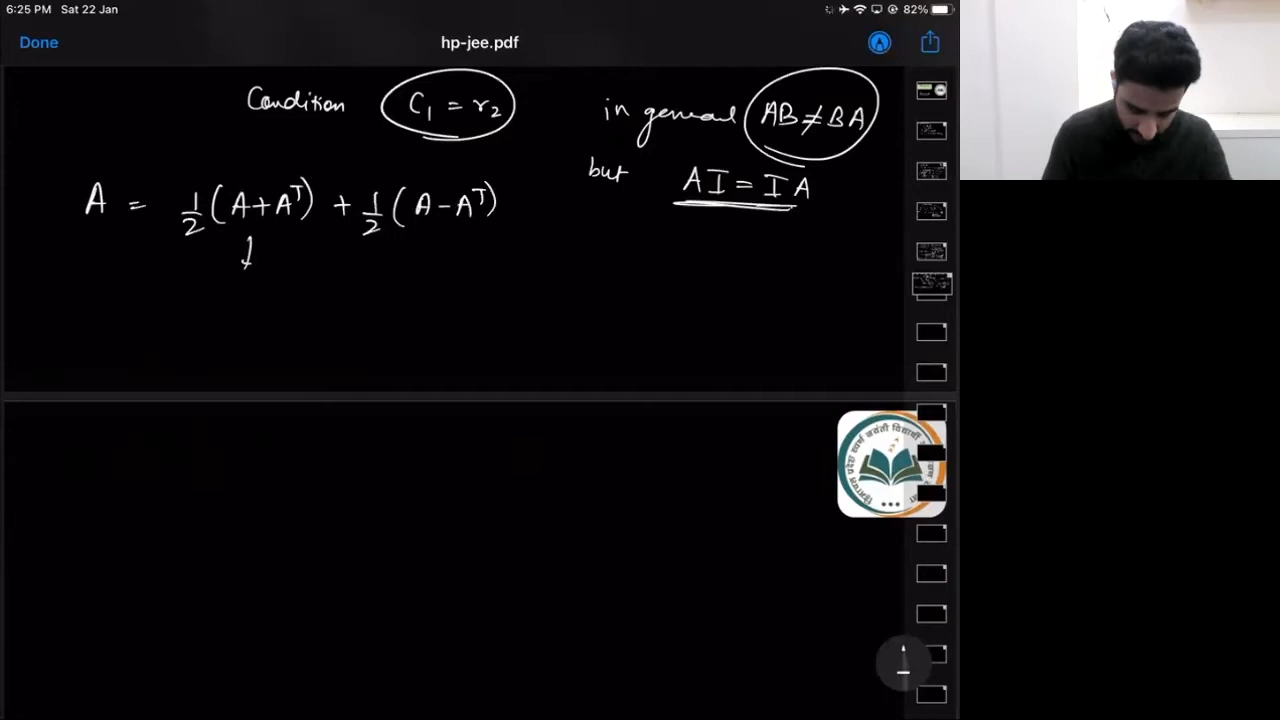 6:25 PM Sat 22 Jan 82%
Done hp-jee.pdf
Condition C₁ = r₂ in general AB ≠ BA
but AI = IA
A = 1/2 (A + Aᵀ) + 1/2 (A - Aᵀ)
↓